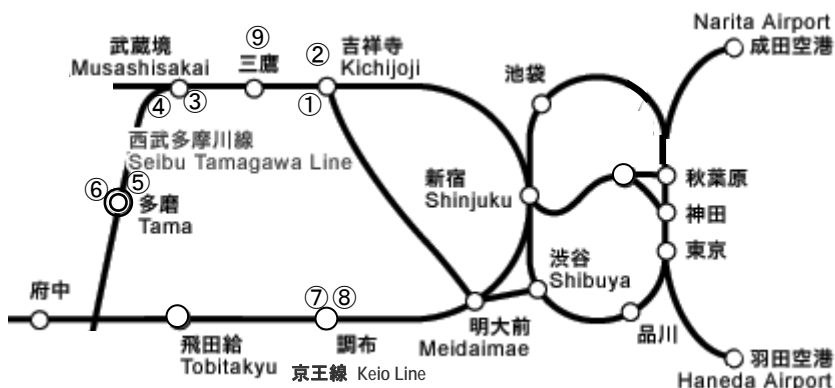 Narita Airport
成田空港
⑨
②
武蔵境
Musashisakai
三鷹
吉祥寺
Kichijoji
池袋
④
③
①
西武多摩川線
Seibu Tamagawa Line
⑥
⑤
多磨
Tama
新宿
Shinjuku
秋葉原
神田
東京
渋谷
Shibuya
府中
⑦
⑧
飛田給
Tobitakyu
調布
明大前
Meidaimae
品川
京王線 Keio Line
羽田空港
Haneda Airport